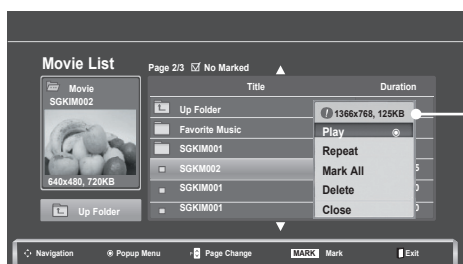 Movie List
Page 2/3 ☑ No Marked
Movie
SGKIM002
640x480, 720KB
Up Folder
Title Duration
Up Folder
Favorite Music
SGKIM001
SGKM002
SGKIM001
SGKIM001
1366x768, 125KB
Play
Repeat
Mark All
Delete
Close
Navigation Popup Menu Page Change MARK Mark Exit